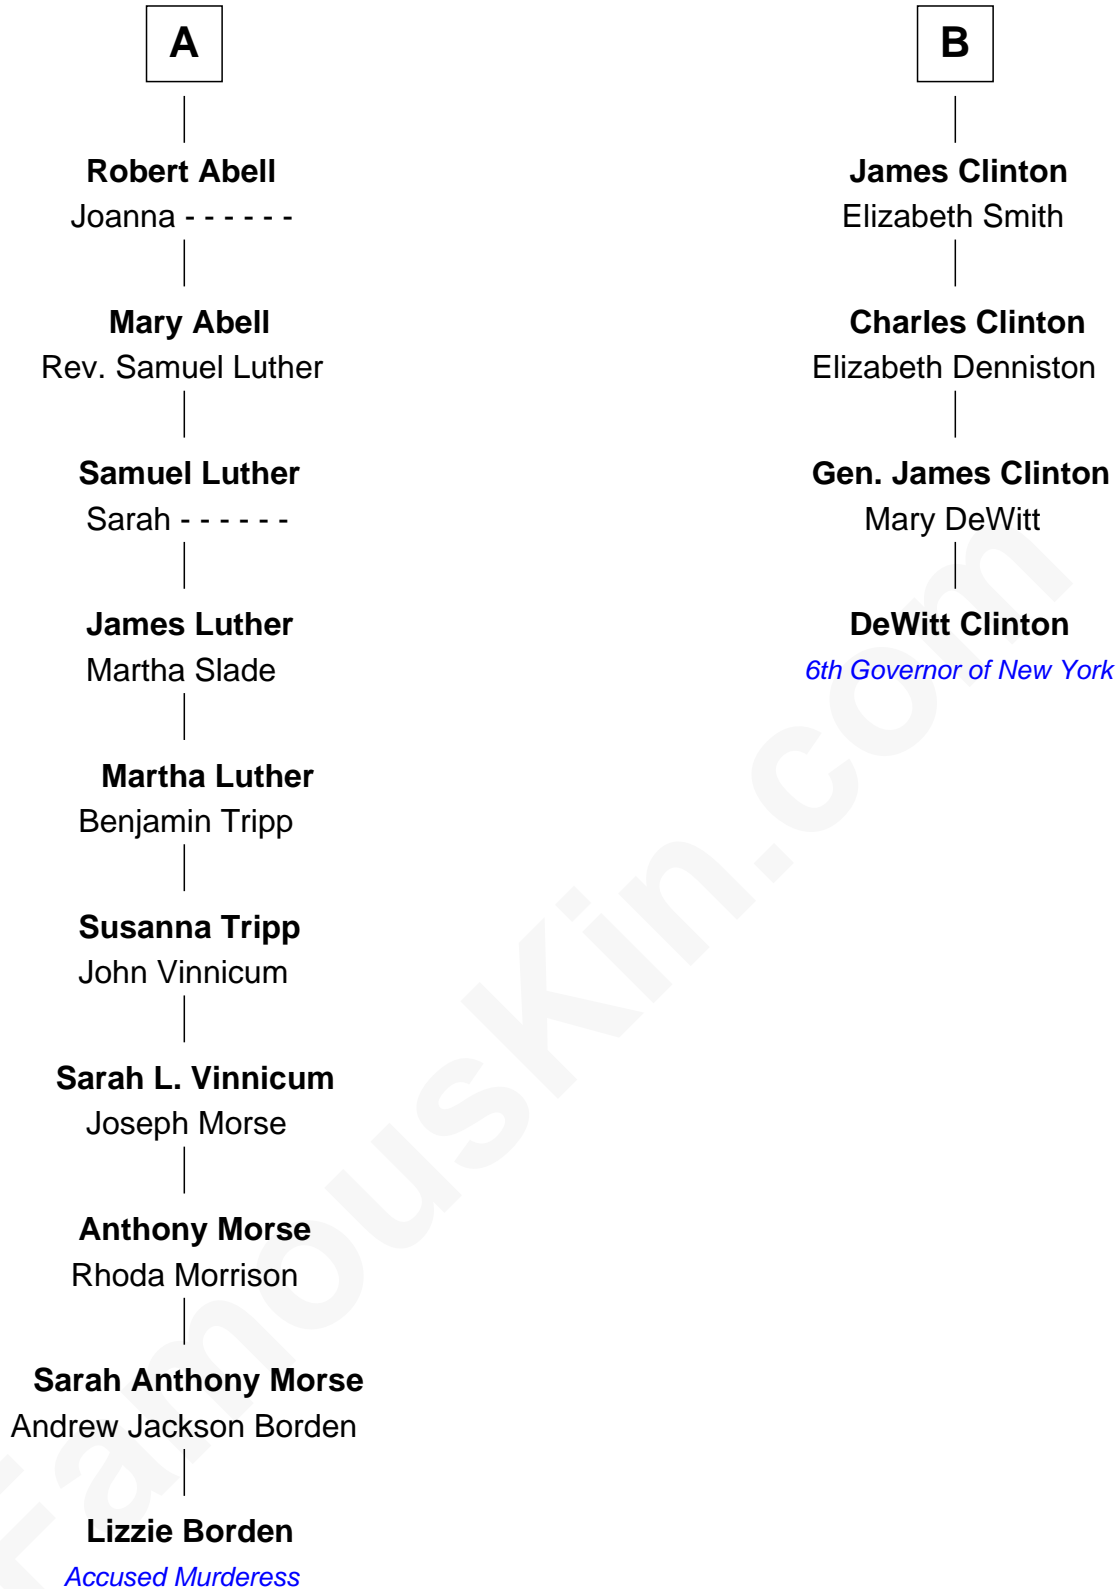 A
Robert Abell
Joanna - - - - - -
Mary Abell
Rev. Samuel Luther
Samuel Luther
Sarah - - - - - -
James Luther
Martha Slade
Martha Luther
Benjamin Tripp
Susanna Tripp
John Vinnicum
Sarah L. Vinnicum
Joseph Morse
Anthony Morse
Rhoda Morrison
Sarah Anthony Morse
Andrew Jackson Borden
Lizzie Borden
Accused Murderess
B
James Clinton
Elizabeth Smith
Charles Clinton
Elizabeth Denniston
Gen. James Clinton
Mary DeWitt
DeWitt Clinton
6th Governor of New York
FamousKin.com